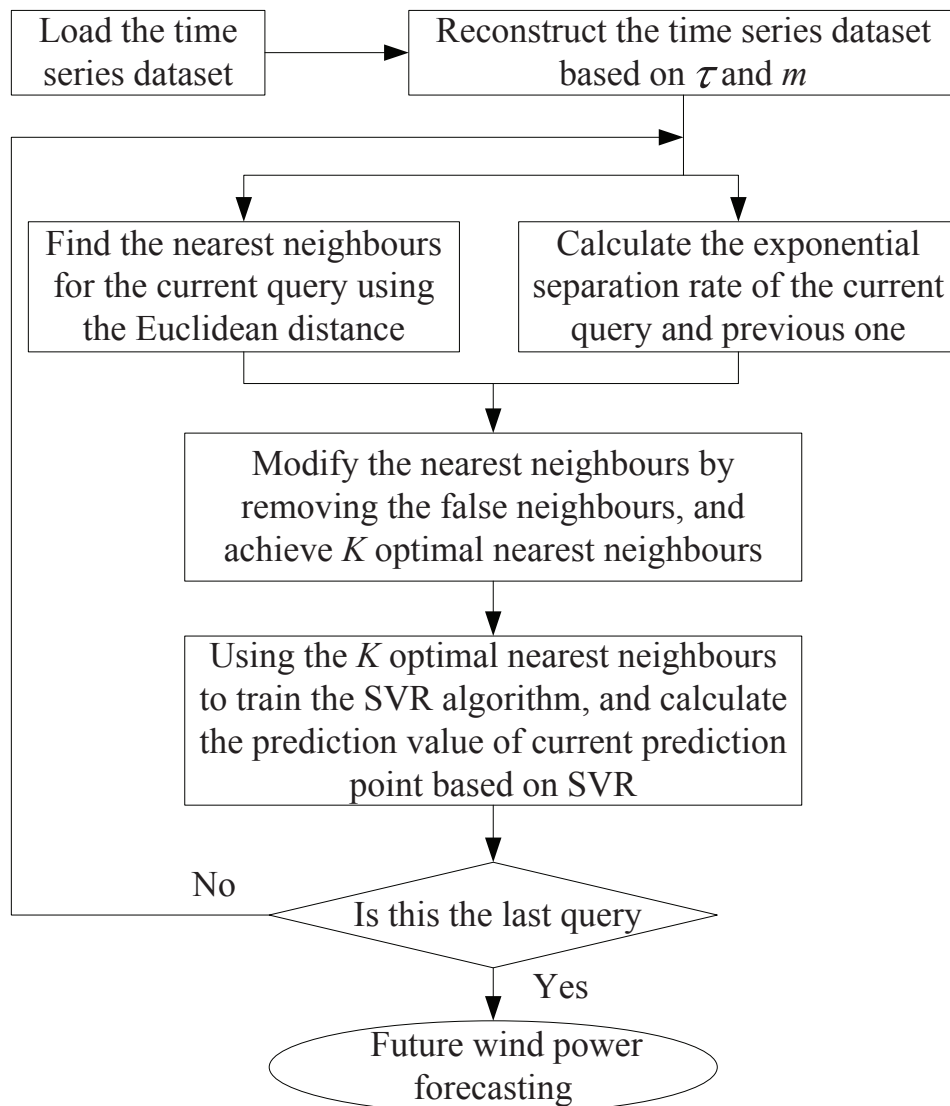 Load the time
series dataset
Reconstruct the time series dataset
based on τ and m
Find the nearest neighbours
for the current query using
the Euclidean distance
Calculate the exponential
separation rate of the current
query and previous one
Modify the nearest neighbours by
removing the false neighbours, and
achieve K optimal nearest neighbours
Using the K optimal nearest neighbours
to train the SVR algorithm, and calculate
the prediction value of current prediction
point based on SVR
No
Is this the last query
Yes
Future wind power
forecasting